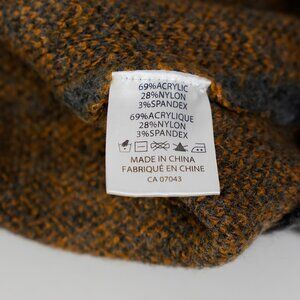 69%ACRYLIC
28%NYLON
3%SPANDEX
69%ACRYLIQUE
28%NYLON
3%SPANDEX
MADE IN CHINA
FABRIQUÉ EN CHINE
CA 07043